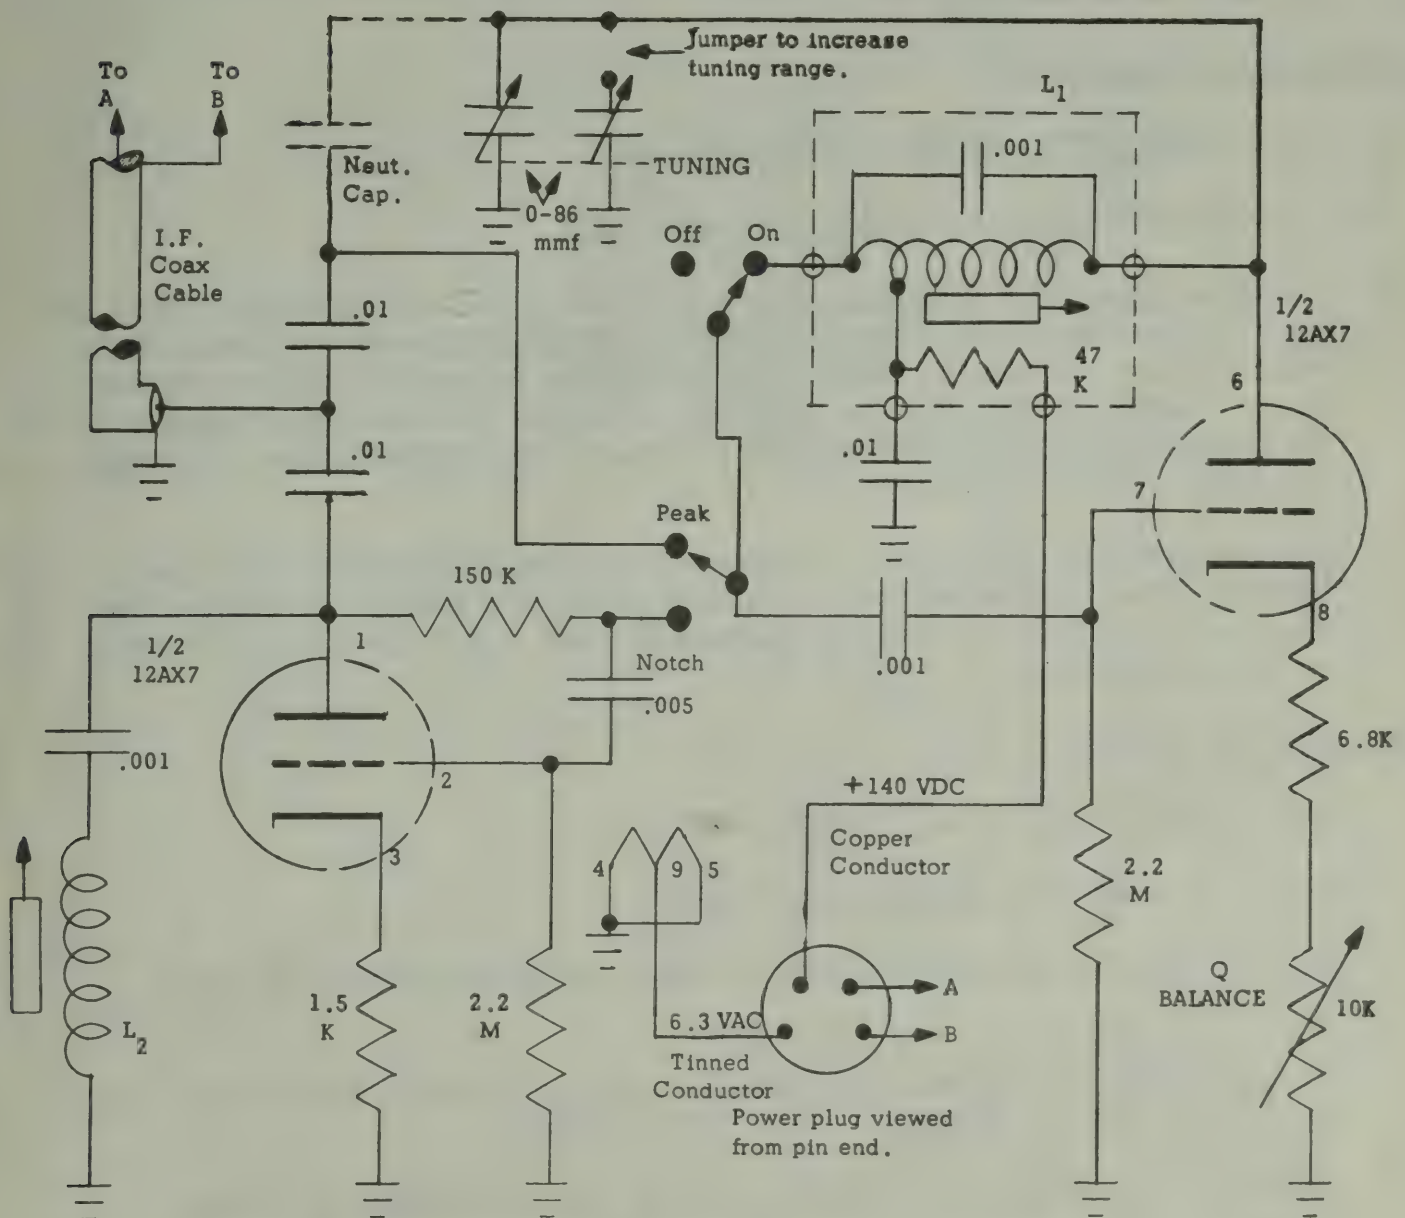 Jumper to increase
tuning range.
To
A
To
B
L1
.001
Neut.
Cap.
TUNING
0-86
mmf
Off
On
I.F.
Coax
Cable
.01
1/2
12AX7
47
K
6
.01
.01
7
Peak
150 K
8
1
1/2
12AX7
Notch
.001
.005
.001
2
6.8K
+140 VDC
3
Copper
Conductor
4
9
5
2.2
M
Q
BALANCE
10K
A
1.5
K
2.2
M
L2
6.3 VAC
B
Tinned
Conductor
Power plug viewed
from pin end.